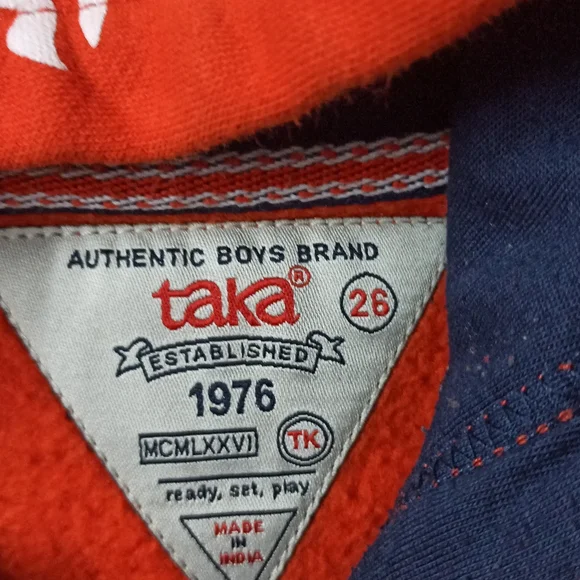 AUTHENTIC BOYS BRAND
taka®
26
ESTABLISHED
1976
MCMLXXVI
TK
ready, set, play
MADE
IN
INDIA